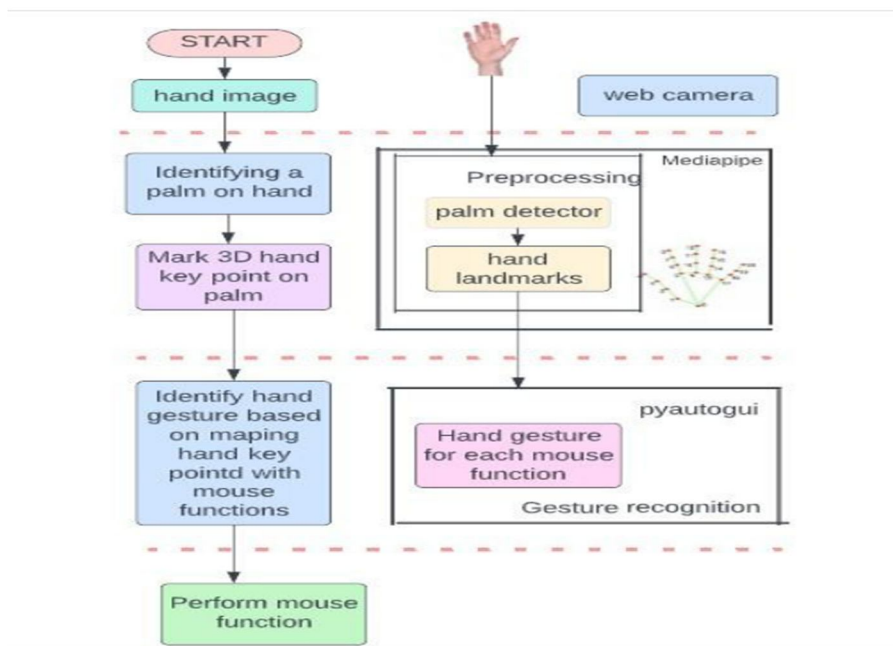 START
hand image
web camera
Identifying a
palm on hand
Mark 3D hand
key point on
palm
Mediapipe
Preprocessing
palm detector
hand
landmarks
Identify hand
gesture based
on maping
hand key
pointd with
mouse
functions
pyautogui
Hand gesture
for each mouse
function
Gesture recognition
Perform mouse
function